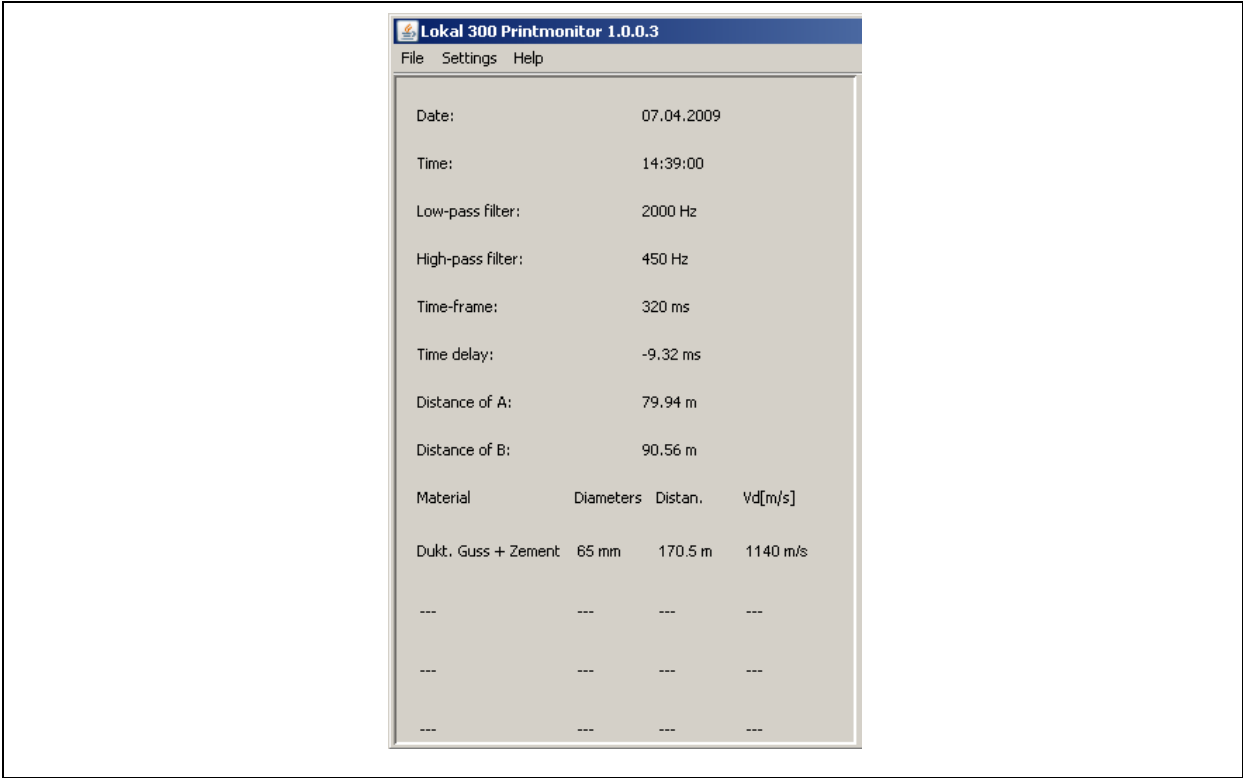 Lokal 300 Printmonitor 1.0.0.3
File Settings Help
Date: 07.04.2009
Time: 14:39:00
Low-pass filter: 2000 Hz
High-pass filter: 450 Hz
Time-frame: 320 ms
Time delay: -9.32 ms
Distance of A: 79.94 m
Distance of B: 90.56 m
Material Diameters Distan. Vd[m/s]
Dukt. Guss + Zement 65 mm 170.5 m 1140 m/s
--- --- --- ---
--- --- --- ---
--- --- --- ---